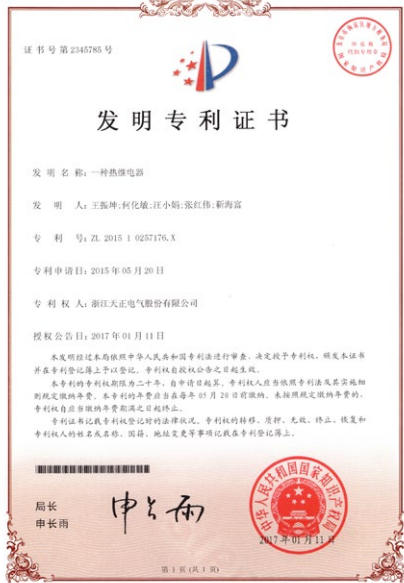 证书号第2345785号
发明专利证书
发明名称：一种热继电器
发明人：王振坤;何化敏;汪小娟;张红伟;靳海富
专利号：ZL 2015 1 0257176.X
专利申请日：2015年05月20日
专利权人：浙江天正电气股份有限公司
授权公告日：2017年01月11日
本发明经过本局依照中华人民共和国专利法进行审查，决定授予专利权，颁发本证书
并在专利登记簿上予以登记。专利权自授权公告之日起生效。
本专利的专利权期限为二十年，自申请日起算。专利权人应当依照专利法及其实施细
则规定缴纳年费。本专利的年费应当在每年05月20日前缴纳。未按照规定缴纳年费的，
专利权自应当缴纳年费期满之日起终止。
专利证书记载专利权登记时的法律状况。专利权的转移、质押、无效、终止、恢复和
专利权人的姓名或名称、国籍、地址变更等事项记载在专利登记簿上。
局长
申长雨
申长雨
中华人民共和国国家知识产权局
2017年01月11日
第1页(共1页)